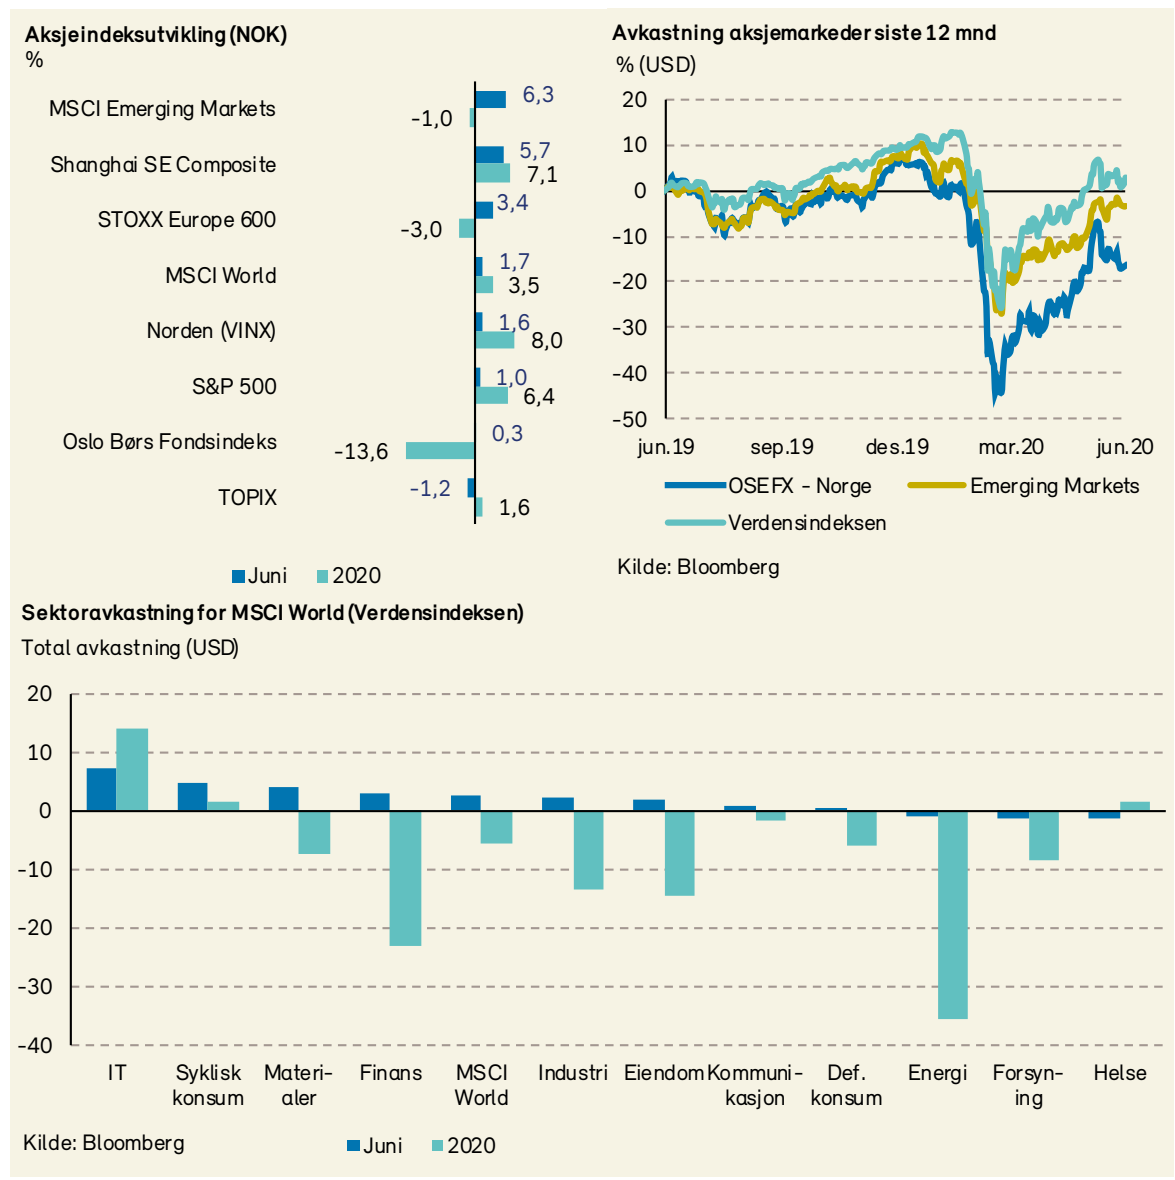 Aksjeindeksutvikling (NOK)
%
MSCI Emerging Markets
6,3
-1,0
Shanghai SE Composite
5,7
7,1
STOXX Europe 600
3,4
-3,0
MSCI World
1,7
3,5
Norden (VINX)
1,6
8,0
S&P 500
1,0
6,4
Oslo Børs Fondsindeks
0,3
-13,6
TOPIX
-1,2
1,6
Juni 2020
Avkastning aksjemarkeder siste 12 mnd
% (USD)
20
10
0
-10
-20
-30
-40
-50
jun.19 sep.19 des.19 mar.20 jun.20
OSEFX - Norge Emerging Markets
Verdensindeksen
Kilde: Bloomberg
Sektoravkastning for MSCI World (Verdensindeksen)
Total avkastning (USD)
20
10
0
-10
-20
-30
-40
IT Syklisk Materi- Finans MSCI Industri Eiendom Kommuni- Def. Energi Forsyn- Helse
konsum aler World kasjon konsum ing
Kilde: Bloomberg Juni 2020